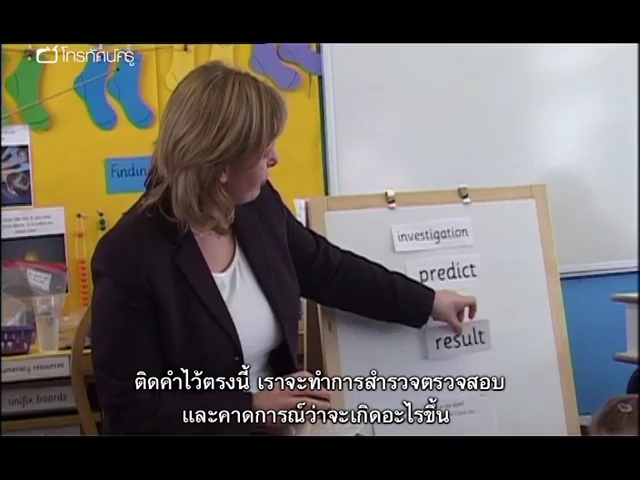 โทรทัศน์ครู
Findin
investigation
predict
result
numeracy resources
unifix boards
ติดคำไว้ตรงนี้ เราจะทำการสำรวจตรวจสอบ
และคาดการณ์ว่าจะเกิดอะไรขึ้น